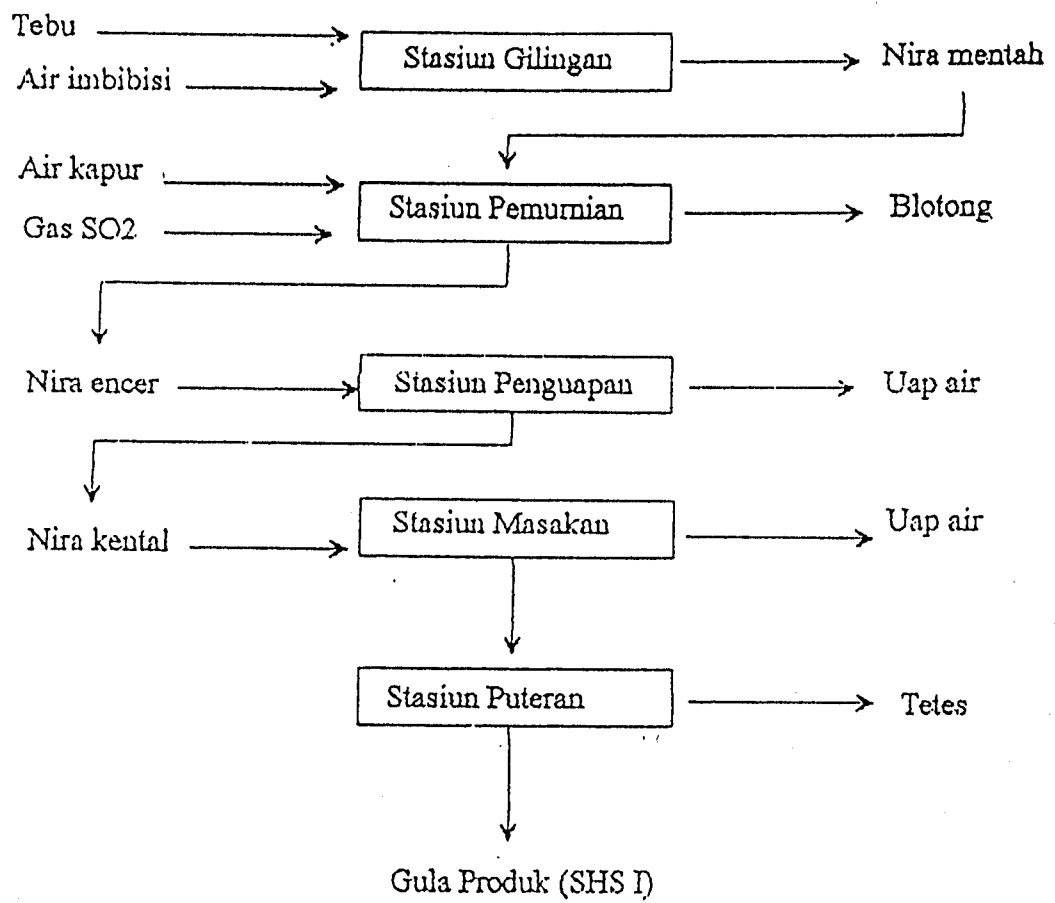 Tebu
Stasiun Gilingan
Nira mentah
Air imbibisi
Air kapur
Stasiun Pemurnian
Blotong
Gas SO2
Nira encer
Stasiun Penguapan
Uap air
Nira kental
Stasiun Masakan
Uap air
Stasiun Puteran
Tetes
Gula Produk (SHS I)